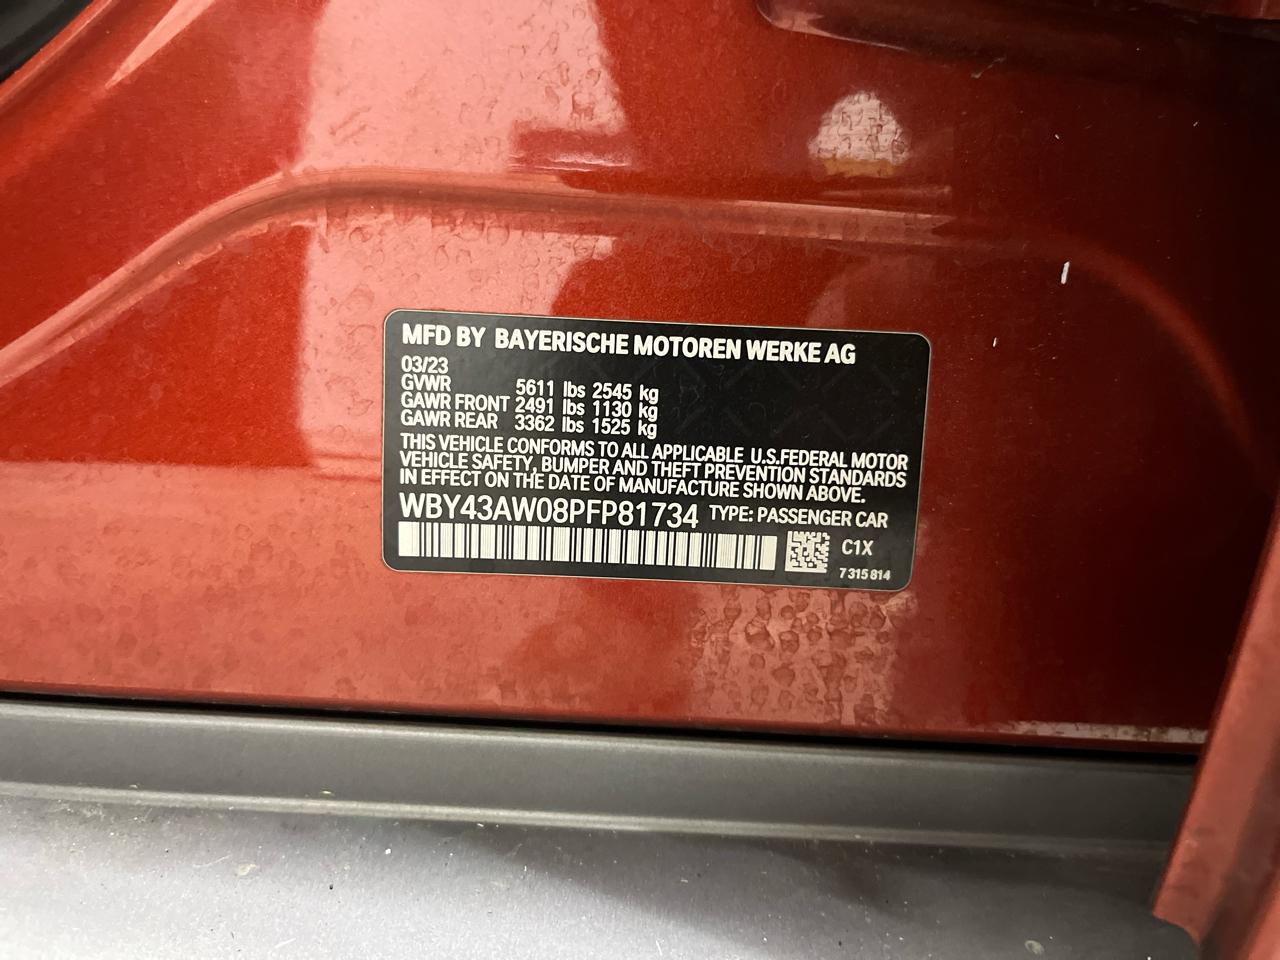 MFD BY BAYERISCHE MOTOREN WERKE AG
03/23
GVWR 5611 lbs 2545 kg
GAWR FRONT 2491 lbs 1130 kg
GAWR REAR 3362 lbs 1525 kg
THIS VEHICLE CONFORMS TO ALL APPLICABLE U.S.FEDERAL MOTOR
VEHICLE SAFETY, BUMPER AND THEFT PREVENTION STANDARDS
IN EFFECT ON THE DATE OF MANUFACTURE SHOWN ABOVE.
WBY43AW08PFP81734 TYPE: PASSENGER CAR
C1X
7 315 814